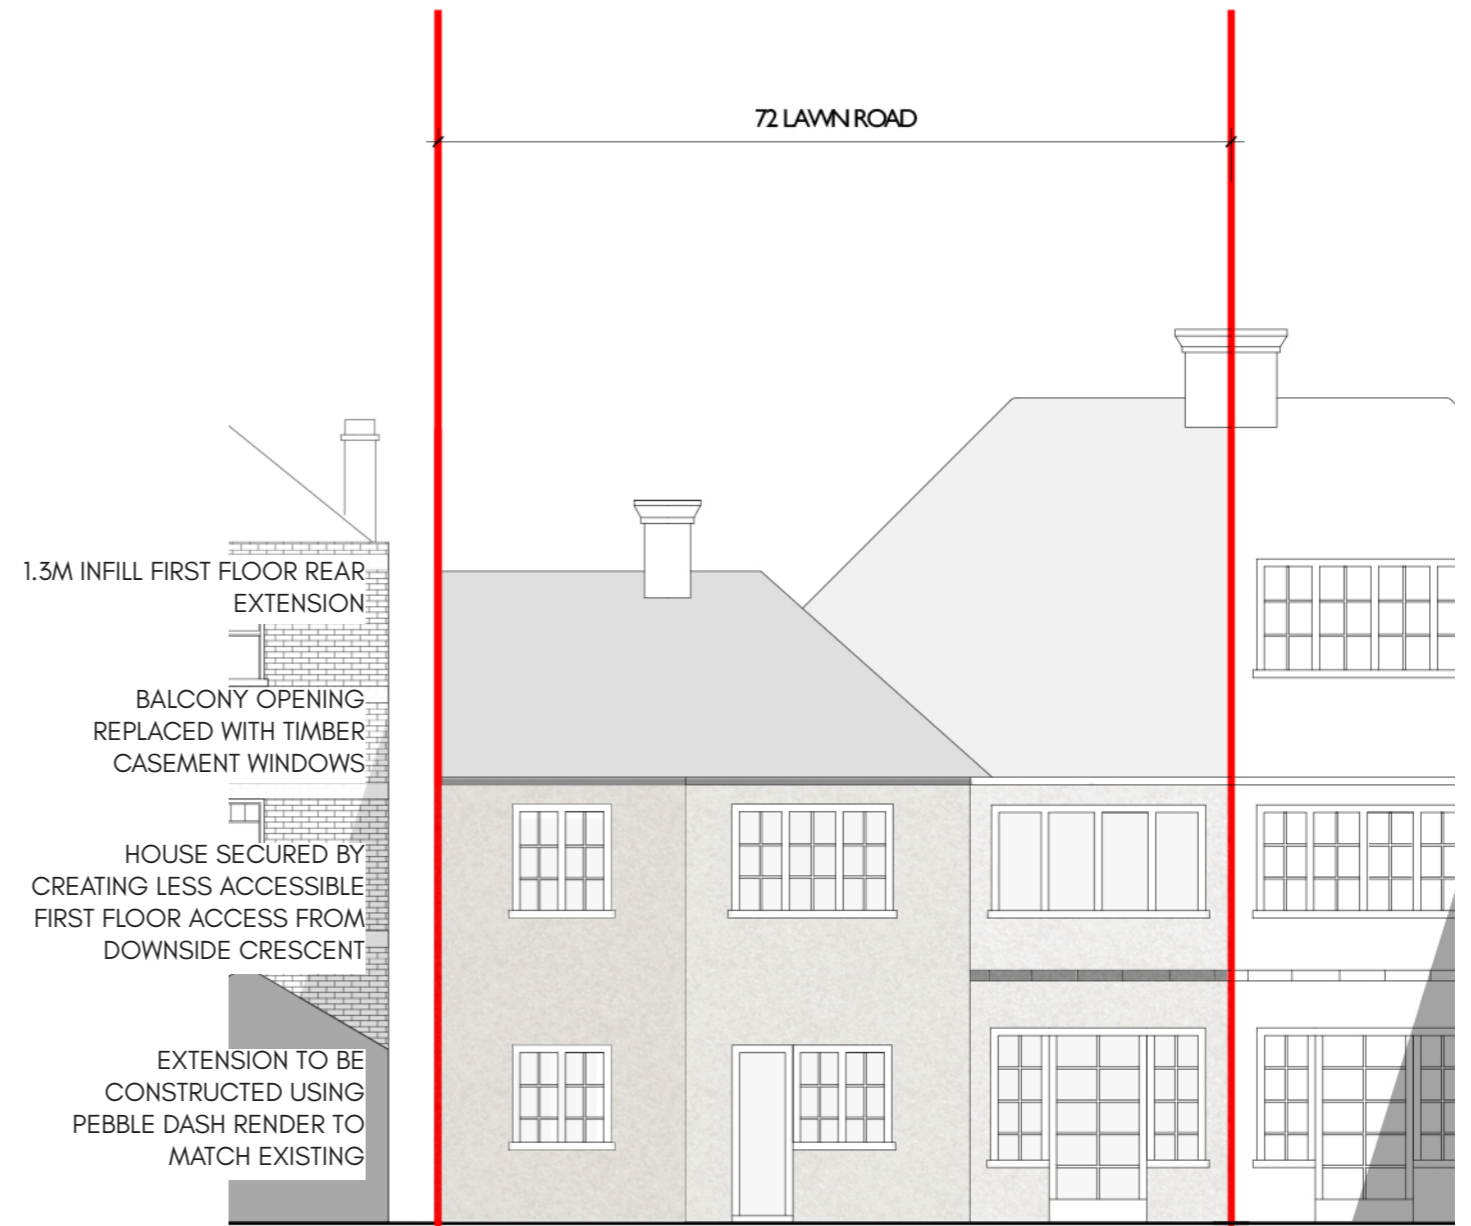 72 LAWN ROAD
1.3M INFILL FIRST FLOOR REAR
EXTENSION
BALCONY OPENING
REPLACED WITH TIMBER
CASEMENT WINDOWS
HOUSE SECURED BY
CREATING LESS ACCESSIBLE
FIRST FLOOR ACCESS FROM
DOWNSIDE CRESCENT
EXTENSION TO BE
CONSTRUCTED USING
PEBBLE DASH RENDER TO
MATCH EXISTING